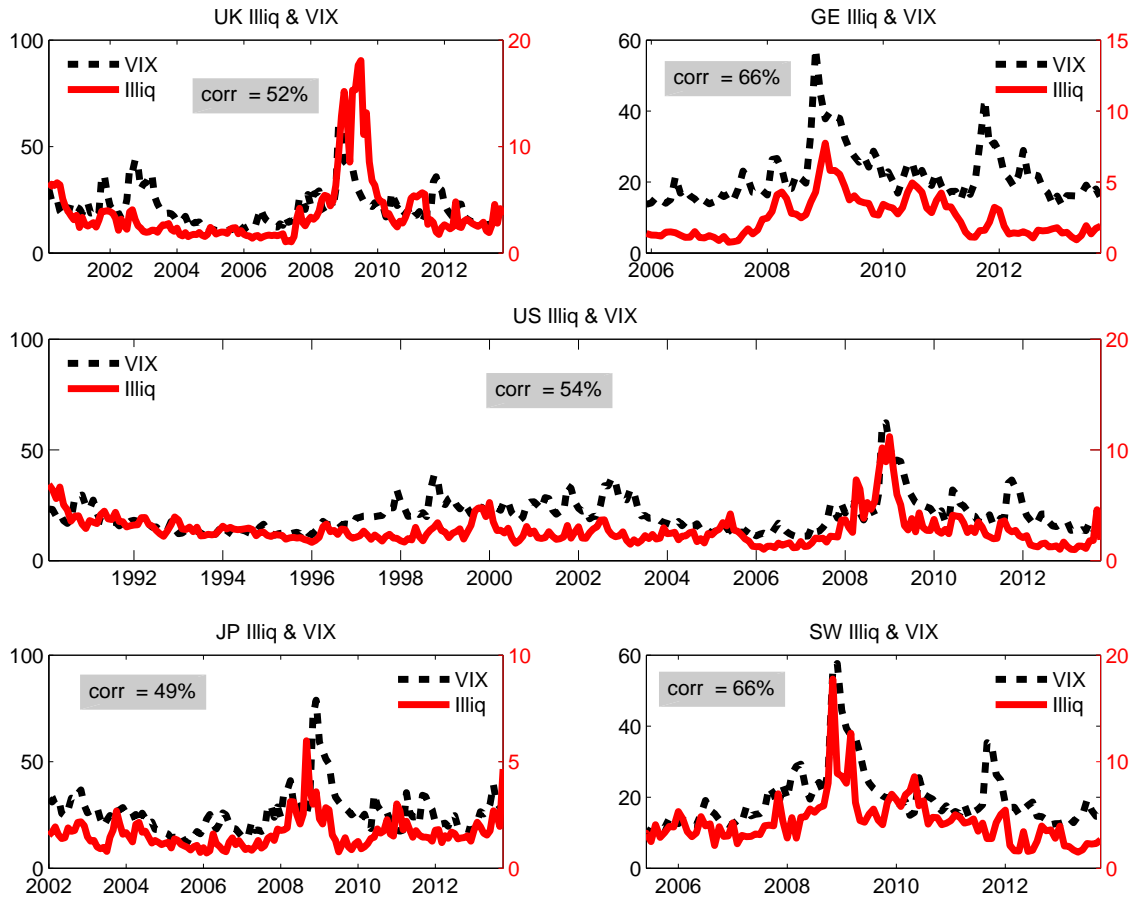 UK Illiq & VIX
100
50
0
20
10
0
VIX
Illiq
corr = 52%
2002 2004 2006 2008 2010 2012
GE Illiq & VIX
60
40
20
0
15
10
5
0
corr = 66%
VIX
Illiq
2006 2008 2010 2012
US Illiq & VIX
100
50
0
20
10
0
VIX
Illiq
corr = 54%
1992 1994 1996 1998 2000 2002 2004 2006 2008 2010 2012
JP Illiq & VIX
100
50
0
10
5
0
corr = 49%
VIX
Illiq
2002 2004 2006 2008 2010 2012
SW Illiq & VIX
60
40
20
0
20
10
0
corr = 66%
VIX
Illiq
2006 2008 2010 2012